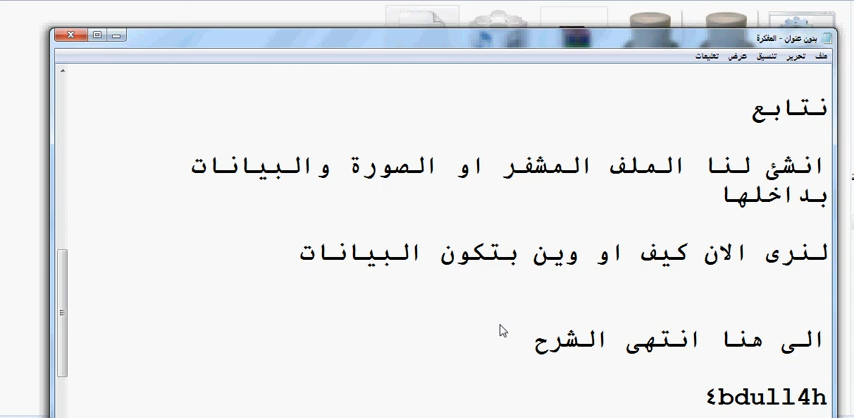 بدون عنوان - المفكرة
ملف تحرير تنسيق عرض تعليمات
نتابع
انشئ لنا الملف المشفر او الصورة والبيانات
بداخلها
لنرى الان كيف او وين بتكون البيانات
الى هنا انتهى الشرح
٤bdull4h